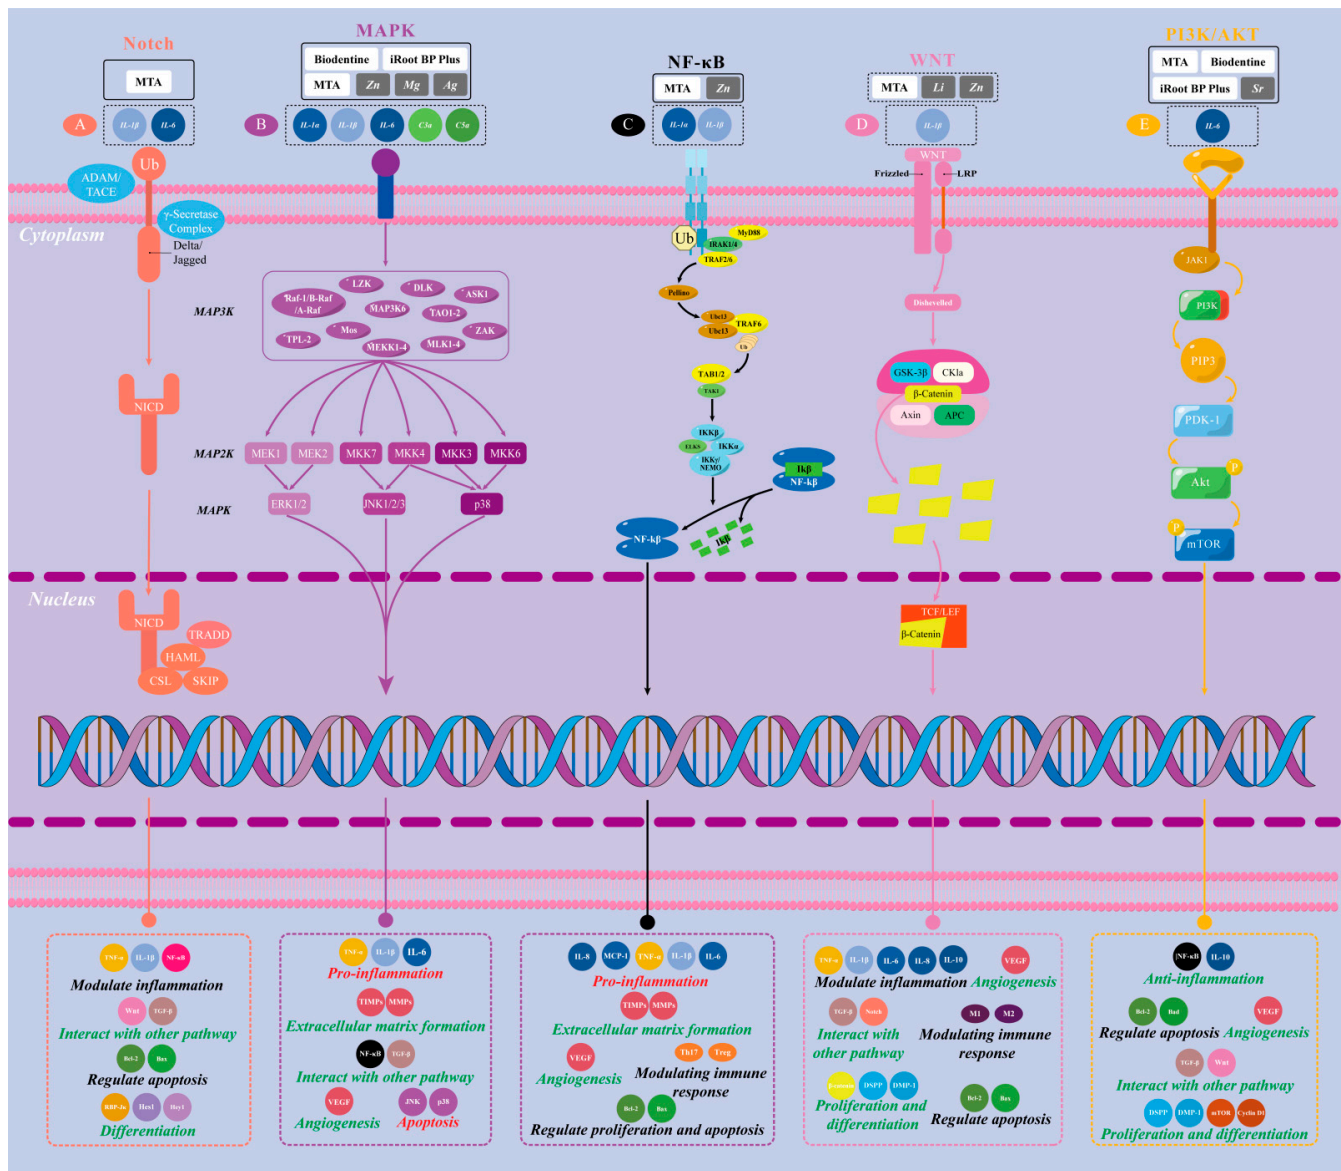 Notch
MTA
A
IL-1β
IL-6
Ub
ADAM/
TACE
γ-Secretase
Complex
Delta/
Jagged
Cytoplasm
NICD
Nucleus
NICD
TRADD
HAML
CSL
SKIP
MAPK
Biodentine
iRoot BP Plus
MTA
Zn
Mg
Ag
B
IL-1α
IL-1β
IL-6
C3a
C5a
MAP3K
LZK
DLK
ASK1
Raf-1/B-Raf
/A-Raf
MAP3K6
TAO1-2
TPL-2
Mos
ZAK
MEKK1-4
MLK1-4
MAP2K
MEK1
MEK2
MKK7
MKK4
MKK3
MKK6
MAPK
ERK1/2
JNK1/2/3
p38
NF-κB
MTA
Zn
C
IL-1α
IL-1β
Ub
MyD88
IRAK1/4
TRAF2/6
Pellino
Ubc13
Ubc13
TRAF6
Ub
TAB1/2
TAK1
IKKβ
ELKS
IKKα
IKKγ/
NEMO
Ikβ
NF-kβ
NF-kβ
Ikβ
WNT
MTA
Li
Zn
D
IL-1β
WNT
Frizzled
LRP
Dishevelled
GSK-3β
CKla
β-Catenin
Axin
APC
TCF/LEF
β-Catenin
PI3K/AKT
MTA
Biodentine
iRoot BP Plus
Sr
E
IL-6
JAK1
PI3K
PIP3
PDK-1
P
Akt
P
mTOR
TNF-α
IL-1β
NF-κB
Modulate inflammation
Wnt
TGF-β
Interact with other pathway
Bcl-2
Bax
Regulate apoptosis
RBP-Jκ
Hes1
Hey1
Differentiation
TNF-α
IL-1β
IL-6
Pro-inflammation
TIMPs
MMPs
Extracellular matrix formation
NF-κB
TGF-β
Interact with other pathway
VEGF
JNK
p38
Angiogenesis
Apoptosis
IL-8
MCP-1
TNF-α
IL-1β
IL-6
Pro-inflammation
TIMPs
MMPs
Extracellular matrix formation
VEGF
Th17
Treg
Angiogenesis
Modulating immune
response
Bcl-2
Bax
Regulate proliferation and apoptosis
TNF-α
IL-1β
IL-6
IL-8
IL-10
VEGF
Modulate inflammation
Angiogenesis
TGF-β
Notch
M1
M2
Interact with
other pathway
Modulating immune
response
β-catenin
DSPP
DMP-1
Bcl-2
Bax
Proliferation and
differentiation
Regulate apoptosis
NF-κB
IL-10
Anti-inflammation
Bcl-2
Bad
VEGF
Regulate apoptosis
Angiogenesis
TGF-β
Wnt
Interact with other pathway
DSPP
DMP-1
mTOR
Cyclin D1
Proliferation and differentiation